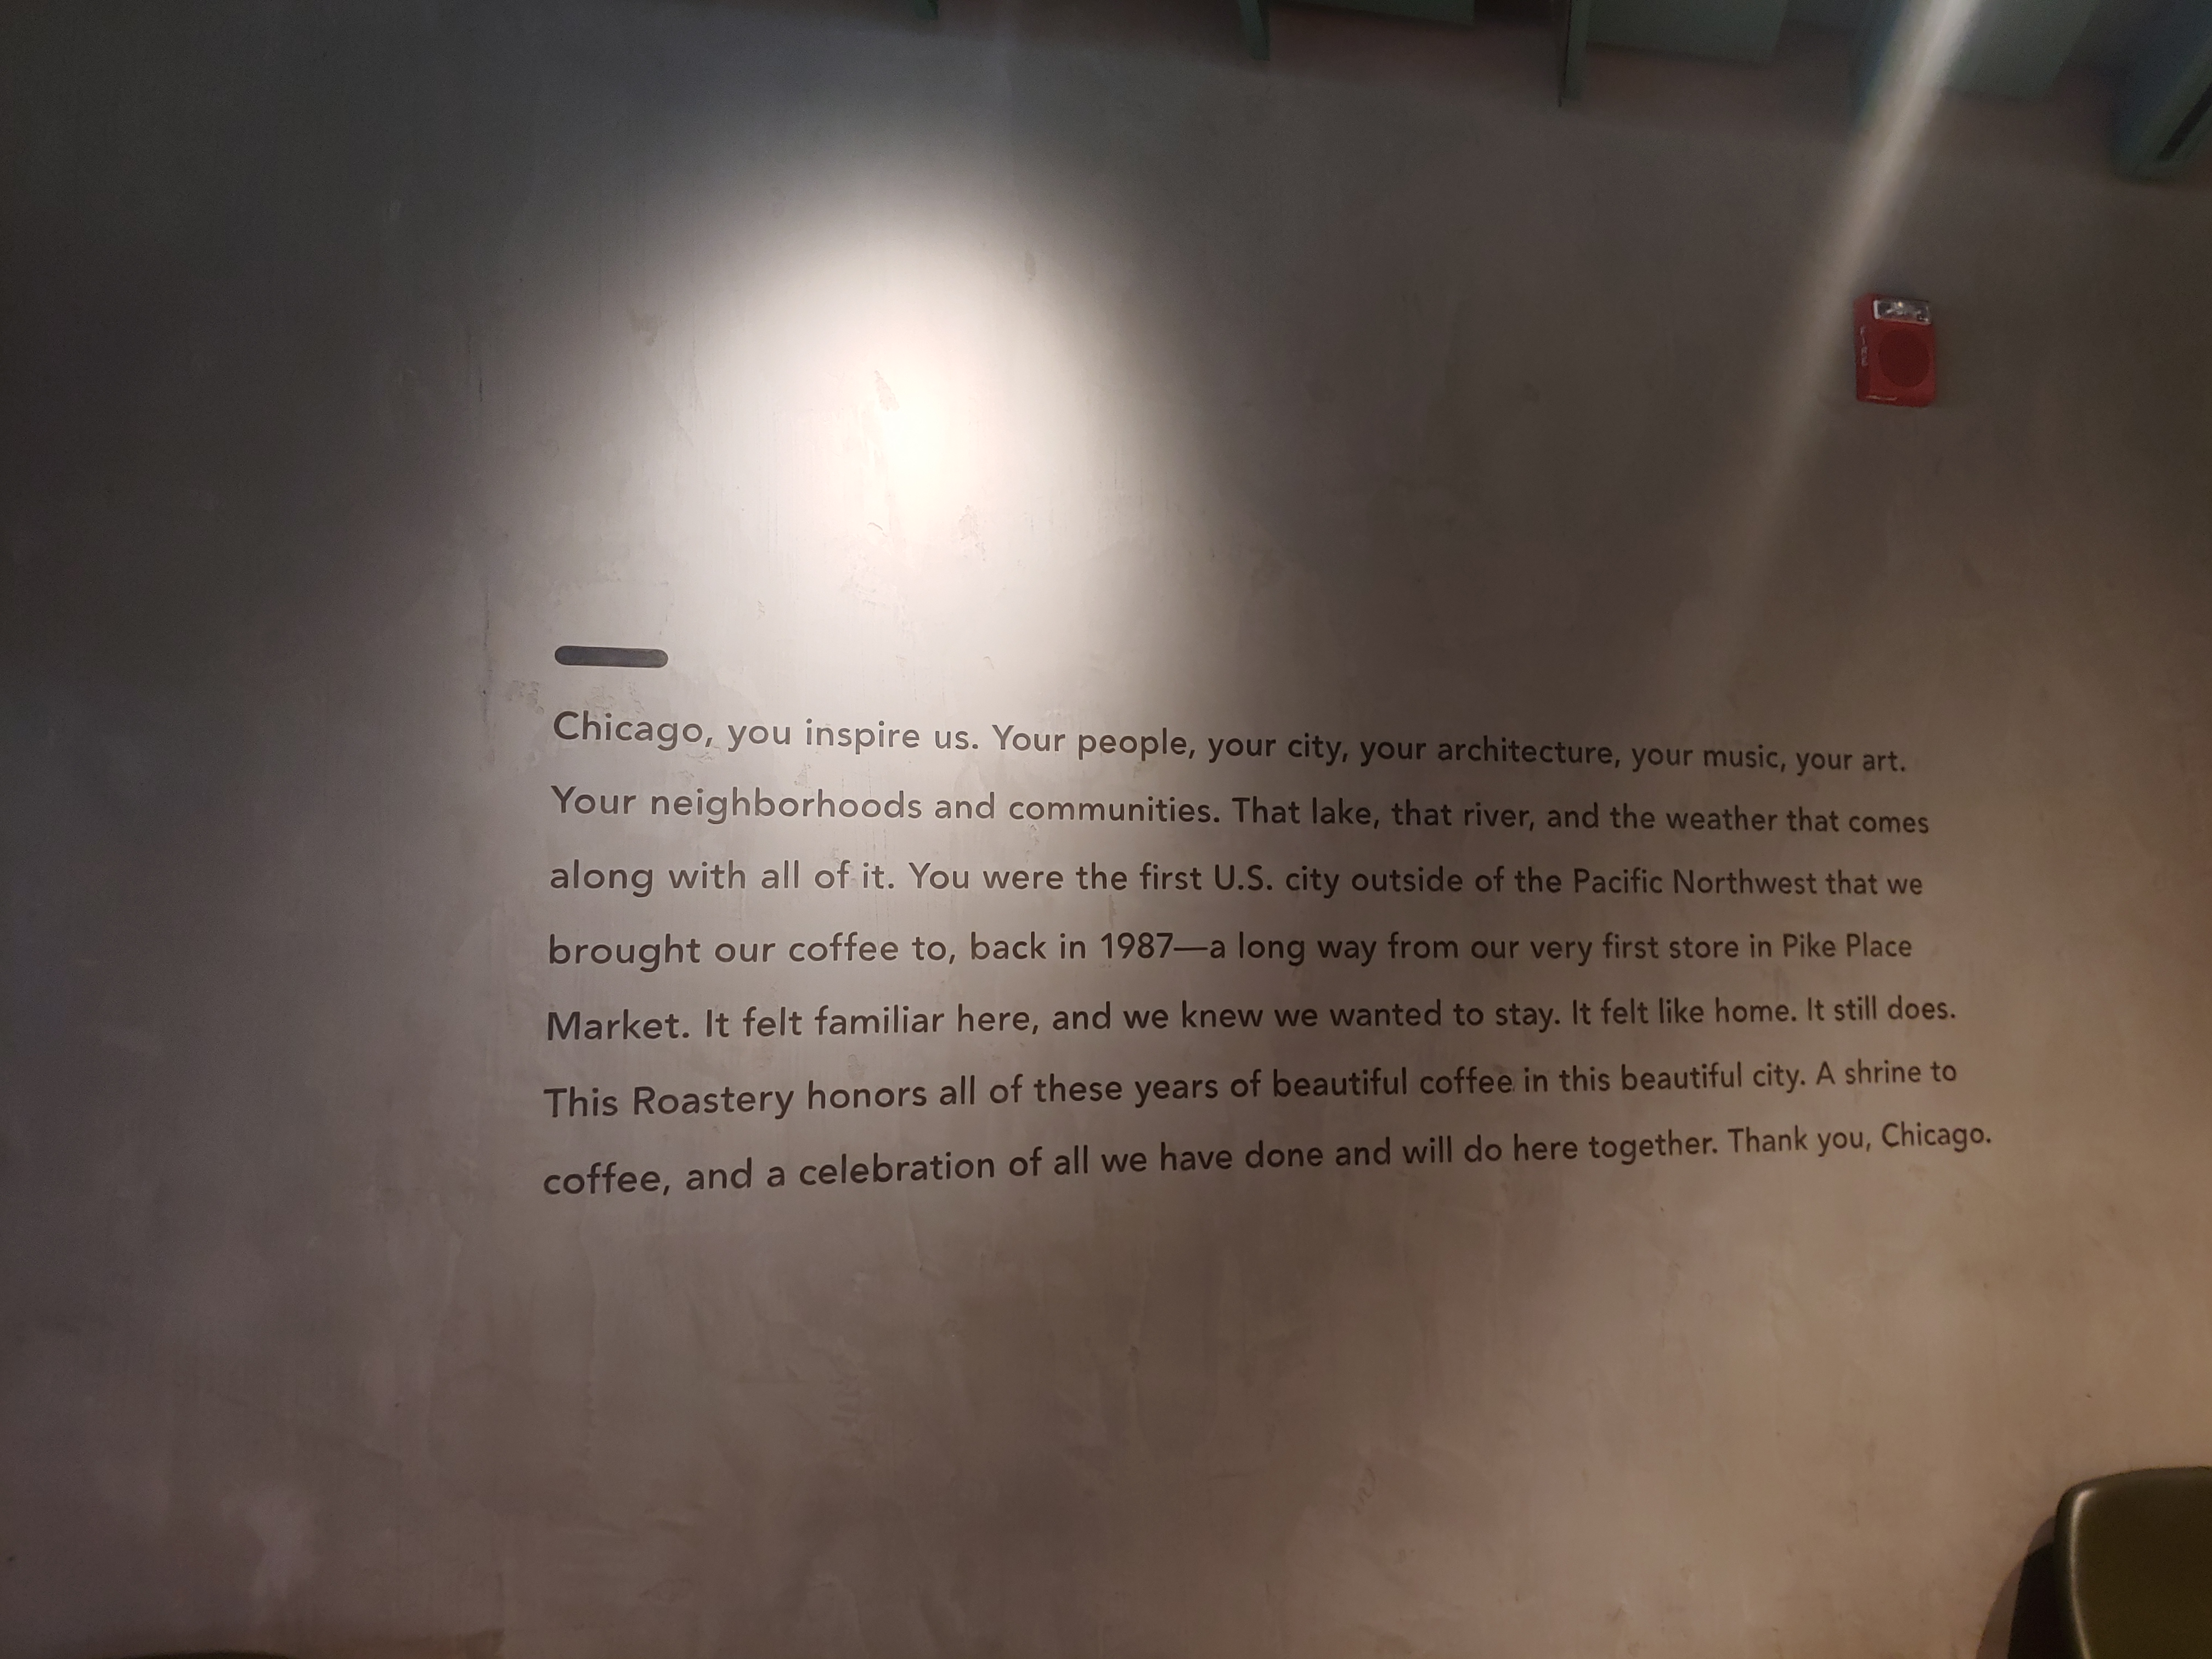 Chicago, you inspire us. Your people, your city, your architecture, your music, your art.
Your neighborhoods and communities. That lake, that river, and the weather that comes
along with all of it. You were the first U.S. city outside of the Pacific Northwest that we
brought our coffee to, back in 1987—a long way from our very first store in Pike Place
Market. It felt familiar here, and we knew we wanted to stay. It felt like home. It still does.
This Roastery honors all of these years of beautiful coffee in this beautiful city. A shrine to
coffee, and a celebration of all we have done and will do here together. Thank you, Chicago.
FIRE